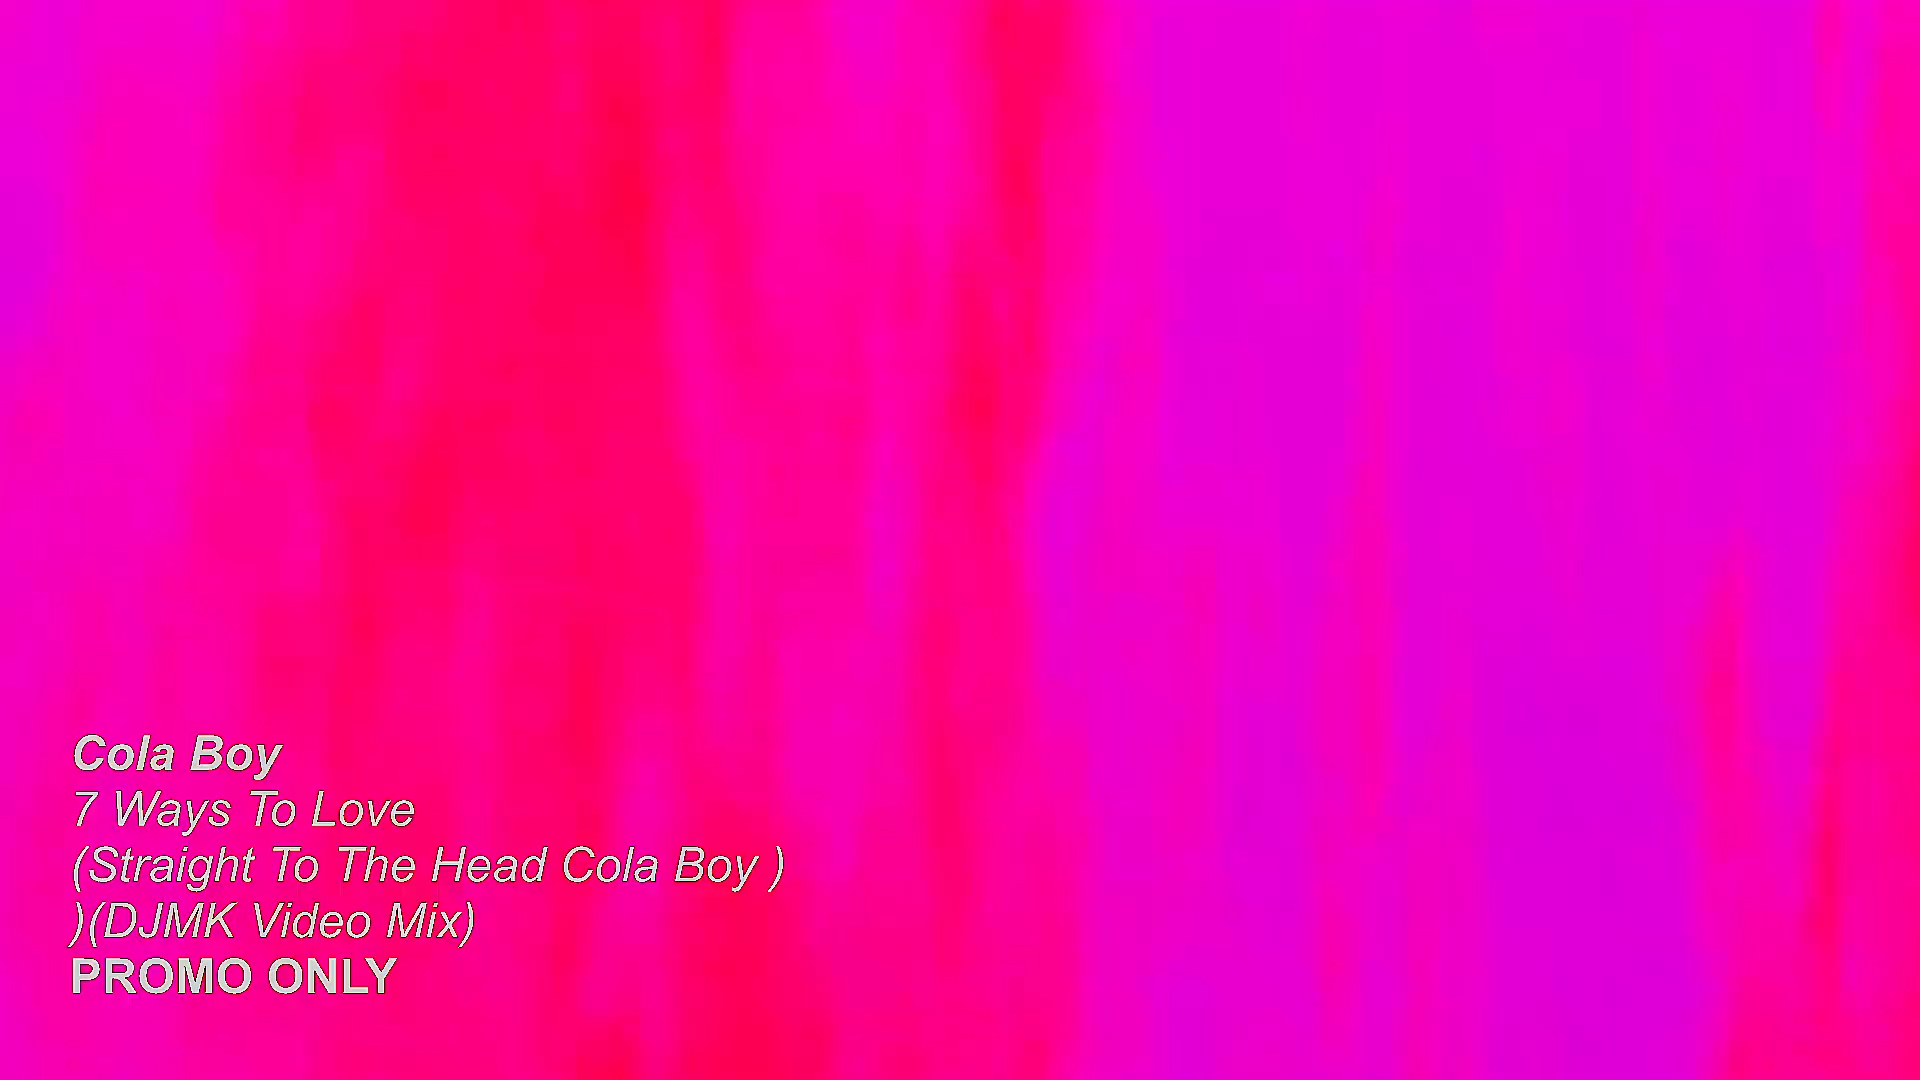 Cola Boy
7 Ways To Love
(Straight To The Head Cola Boy )
)(DJMK Video Mix)
PROMO ONLY